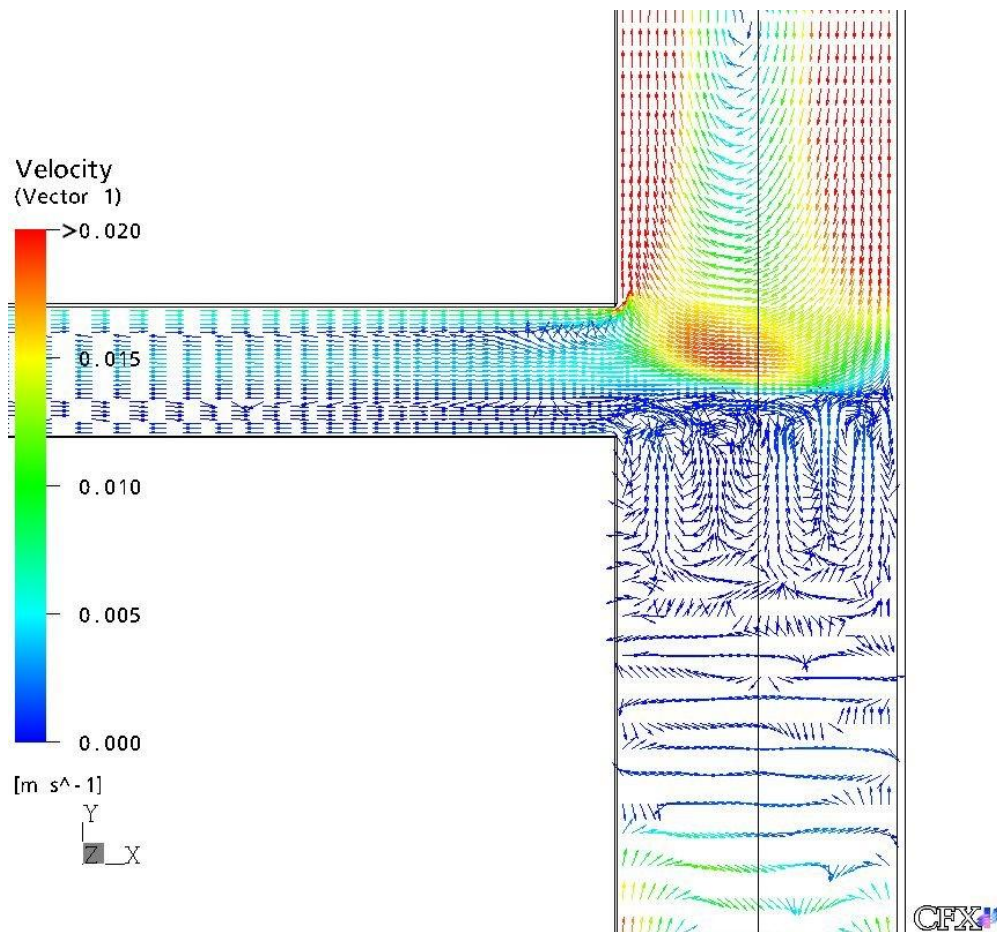 Velocity
(Vector 1)
>0.020
0.015
0.010
0.005
0.000
[m s^-1]
Y
Z X
CFX